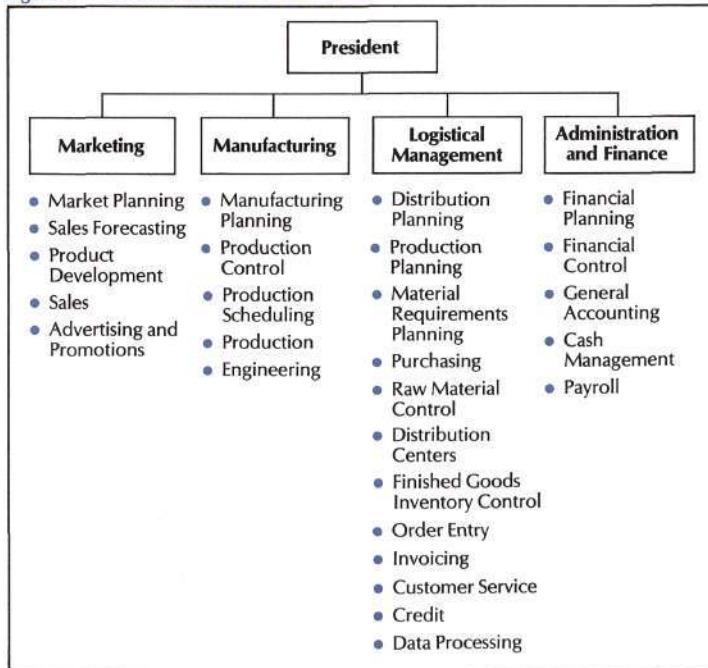 President
Marketing
Manufacturing
Logistical
Management
Administration
and Finance
Market Planning
Sales Forecasting
Product
Development
Sales
Advertising and
Promotions
Manufacturing
Planning
Production
Control
Production
Scheduling
Production
Engineering
Distribution
Planning
Production
Planning
Material
Requirements
Planning
Purchasing
Raw Material
Control
Distribution
Centers
Finished Goods
Inventory Control
Order Entry
Invoicing
Customer Service
Credit
Data Processing
Financial
Planning
Financial
Control
General
Accounting
Cash
Management
Payroll